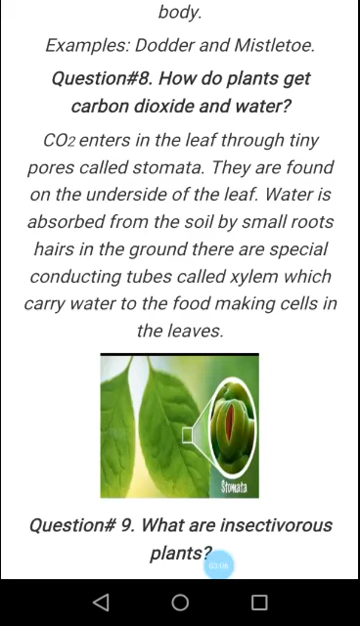 body.
Examples: Dodder and Mistletoe.
Question#8. How do plants get
carbon dioxide and water?
CO2 enters in the leaf through tiny
pores called stomata. They are found
on the underside of the leaf. Water is
absorbed from the soil by small roots
hairs in the ground there are special
conducting tubes called xylem which
carry water to the food making cells in
the leaves.
Stomata
Question# 9. What are insectivorous
plants?
03:08